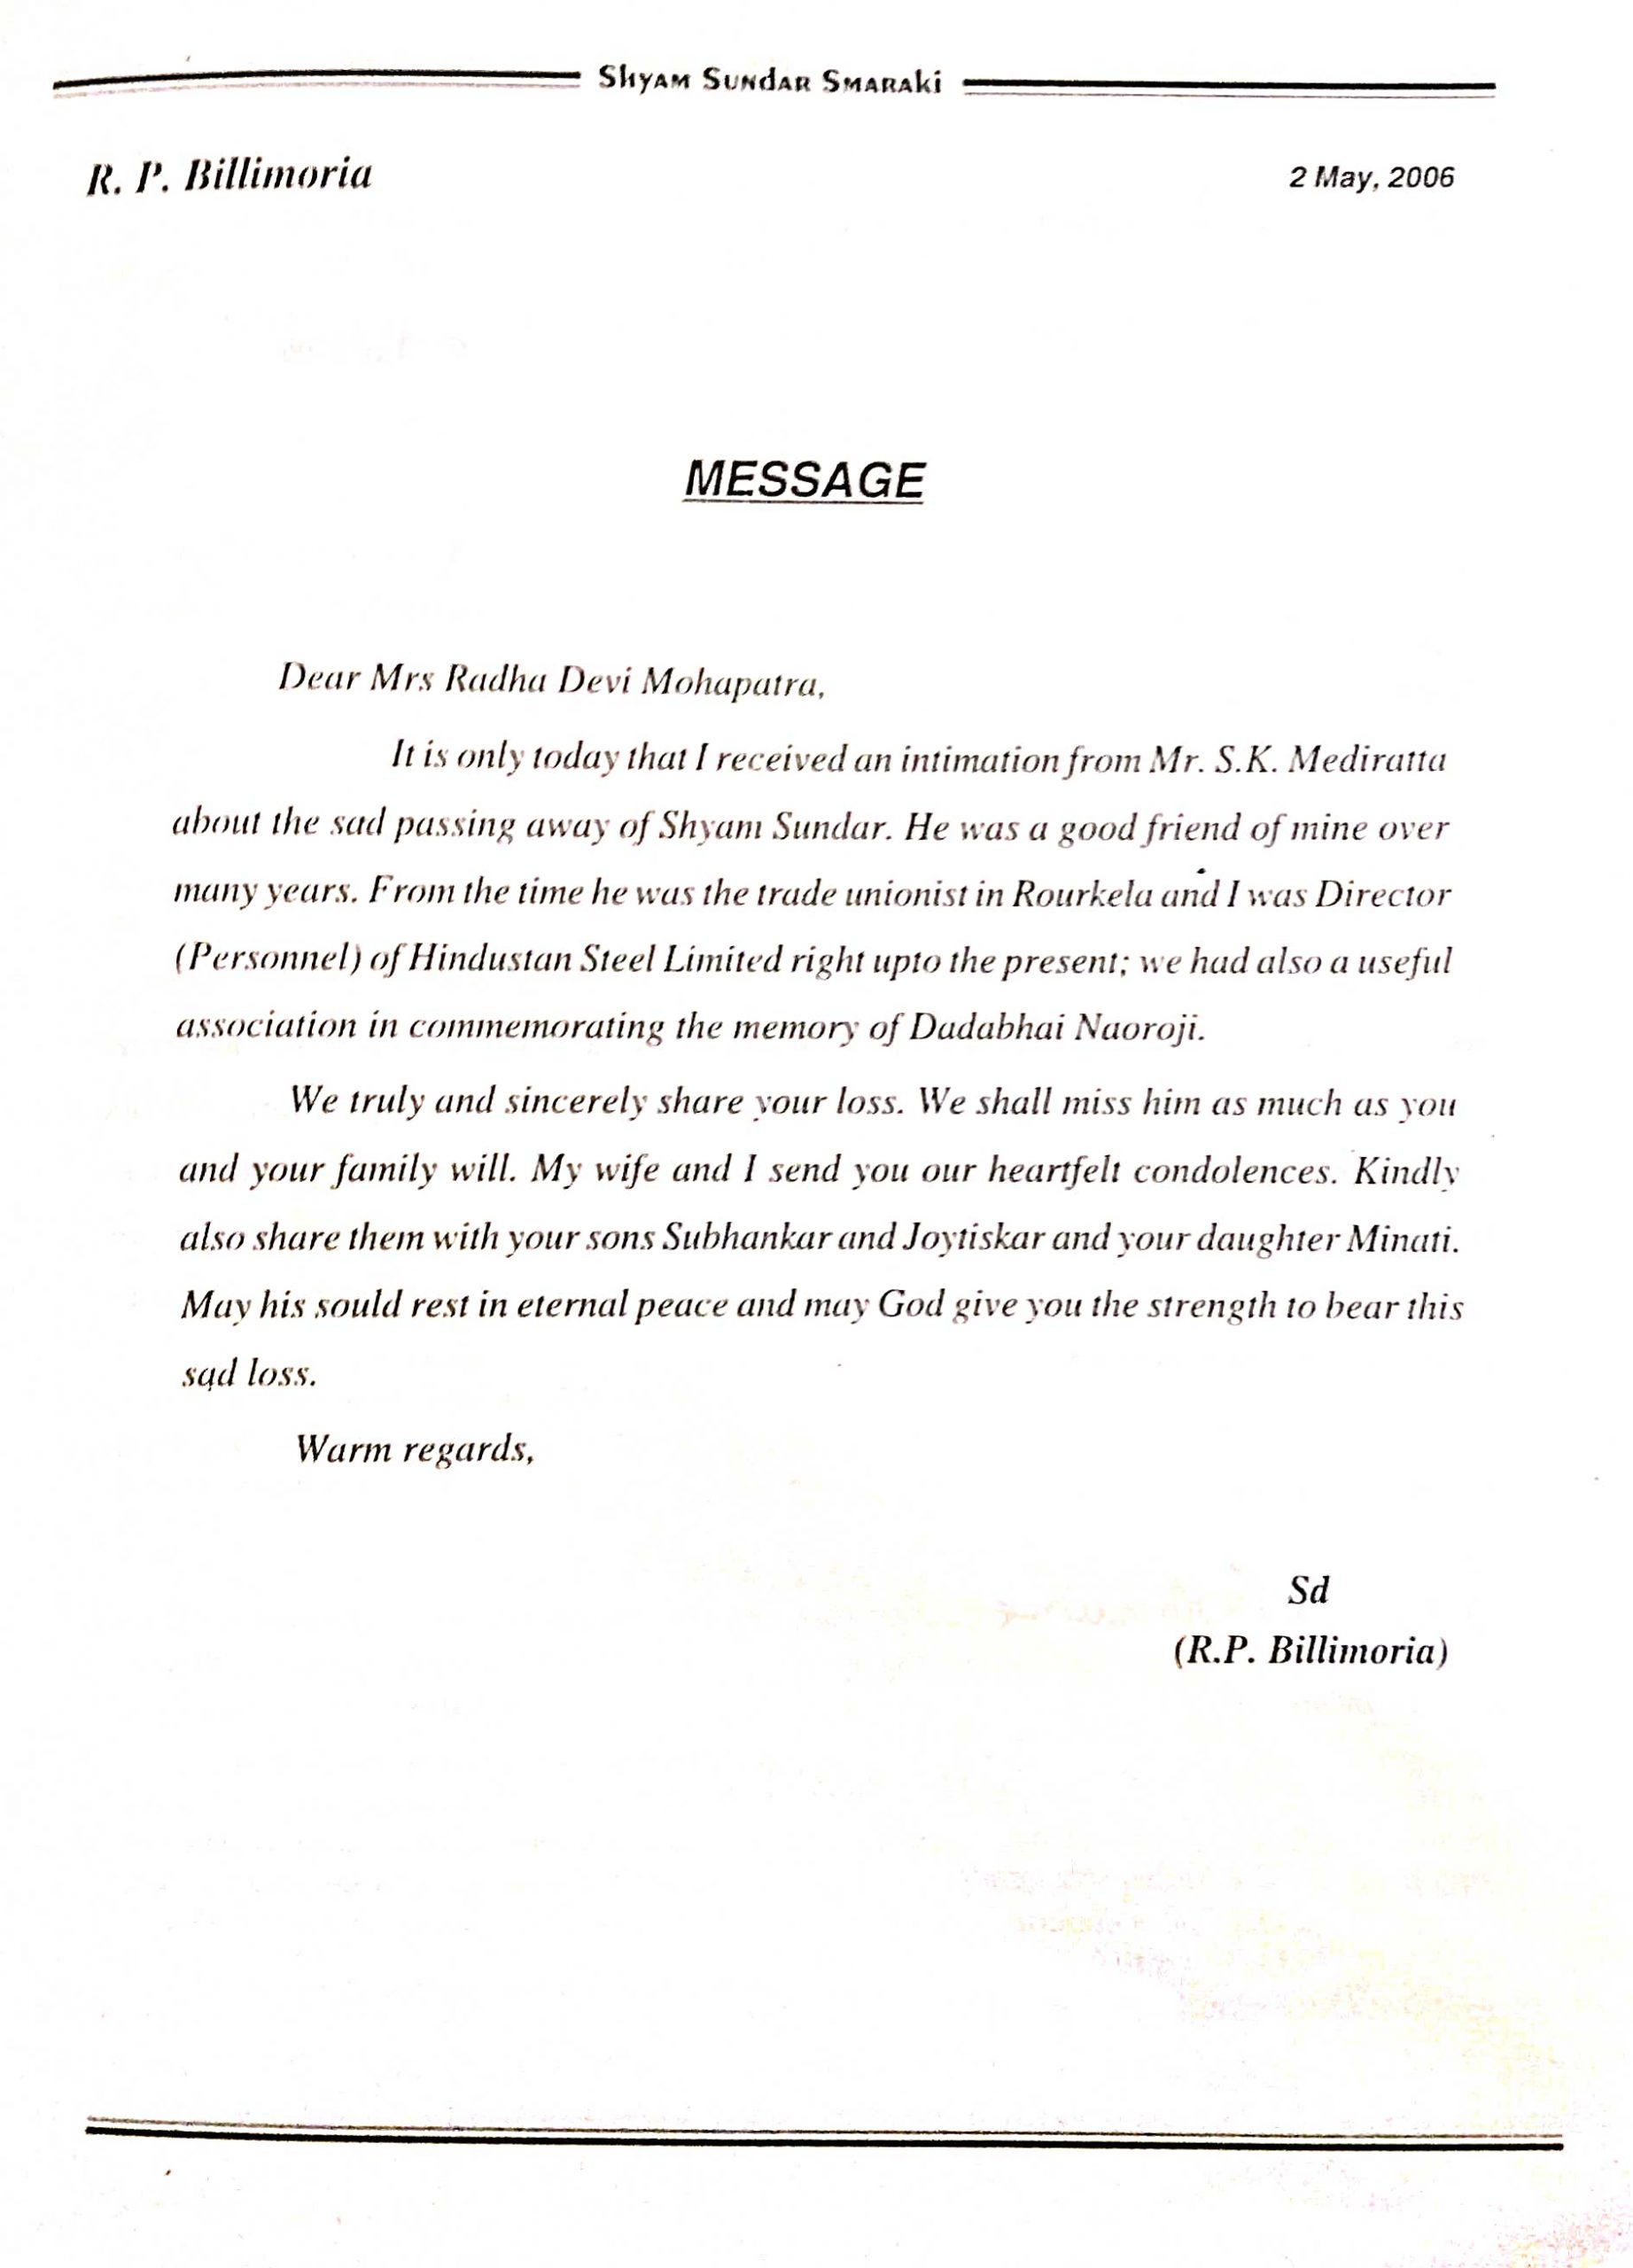 Shyam Sundar Smaraki
R. P. Billimoria
2 May, 2006
MESSAGE
Dear Mrs Radha Devi Mohapatra,
It is only today that I received an intimation from Mr. S.K. Mediratta
about the sad passing away of Shyam Sundar. He was a good friend of mine over
many years. From the time he was the trade unionist in Rourkela and I was Director
(Personnel) of Hindustan Steel Limited right upto the present; we had also a useful
association in commemorating the memory of Dadabhai Naoroji.
We truly and sincerely share your loss. We shall miss him as much as you
and your family will. My wife and I send you our heartfelt condolences. Kindly
also share them with your sons Subhankar and Joytiskar and your daughter Minati.
May his sould rest in eternal peace and may God give you the strength to bear this
sad loss.
Warm regards,
Sd
(R.P. Billimoria)